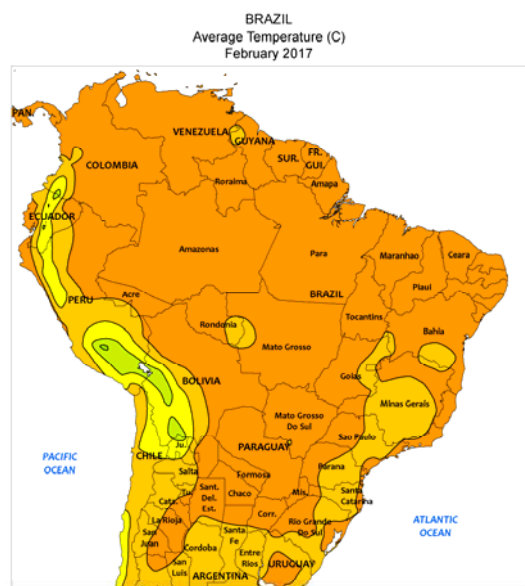 BRAZIL
Average Temperature (C)
February 2017
PAN.
VENEZUELA
GUYANA
COLOMBIA
SUR.
FR.
GUI.
Roraima
Amapa
ECUADOR
Amazonas
Para
Maranhao
Ceara
Piaui
PERU
Acre
BRAZIL
Tocantins
Rondonia
Bahia
Mato Grosso
Goias
BOLIVIA
Minas Gerais
Mato Grosso
Do Sul
Sao Paulo
PARAGUAY
PACIFIC
OCEAN
Ju.
CHILE
Salta
Formosa
Parana
Tu.
Sant.
Del.
Est.
Chaco
Mis.
Santa
Catarina
Cata.
Corr.
La Rioja
Rio Grande
Do Sul
ATLANTIC
OCEAN
San
Juan
Santa
Fe
Cordoba
Entre
Rios
San
Luis
URUGUAY
ARGENTINA